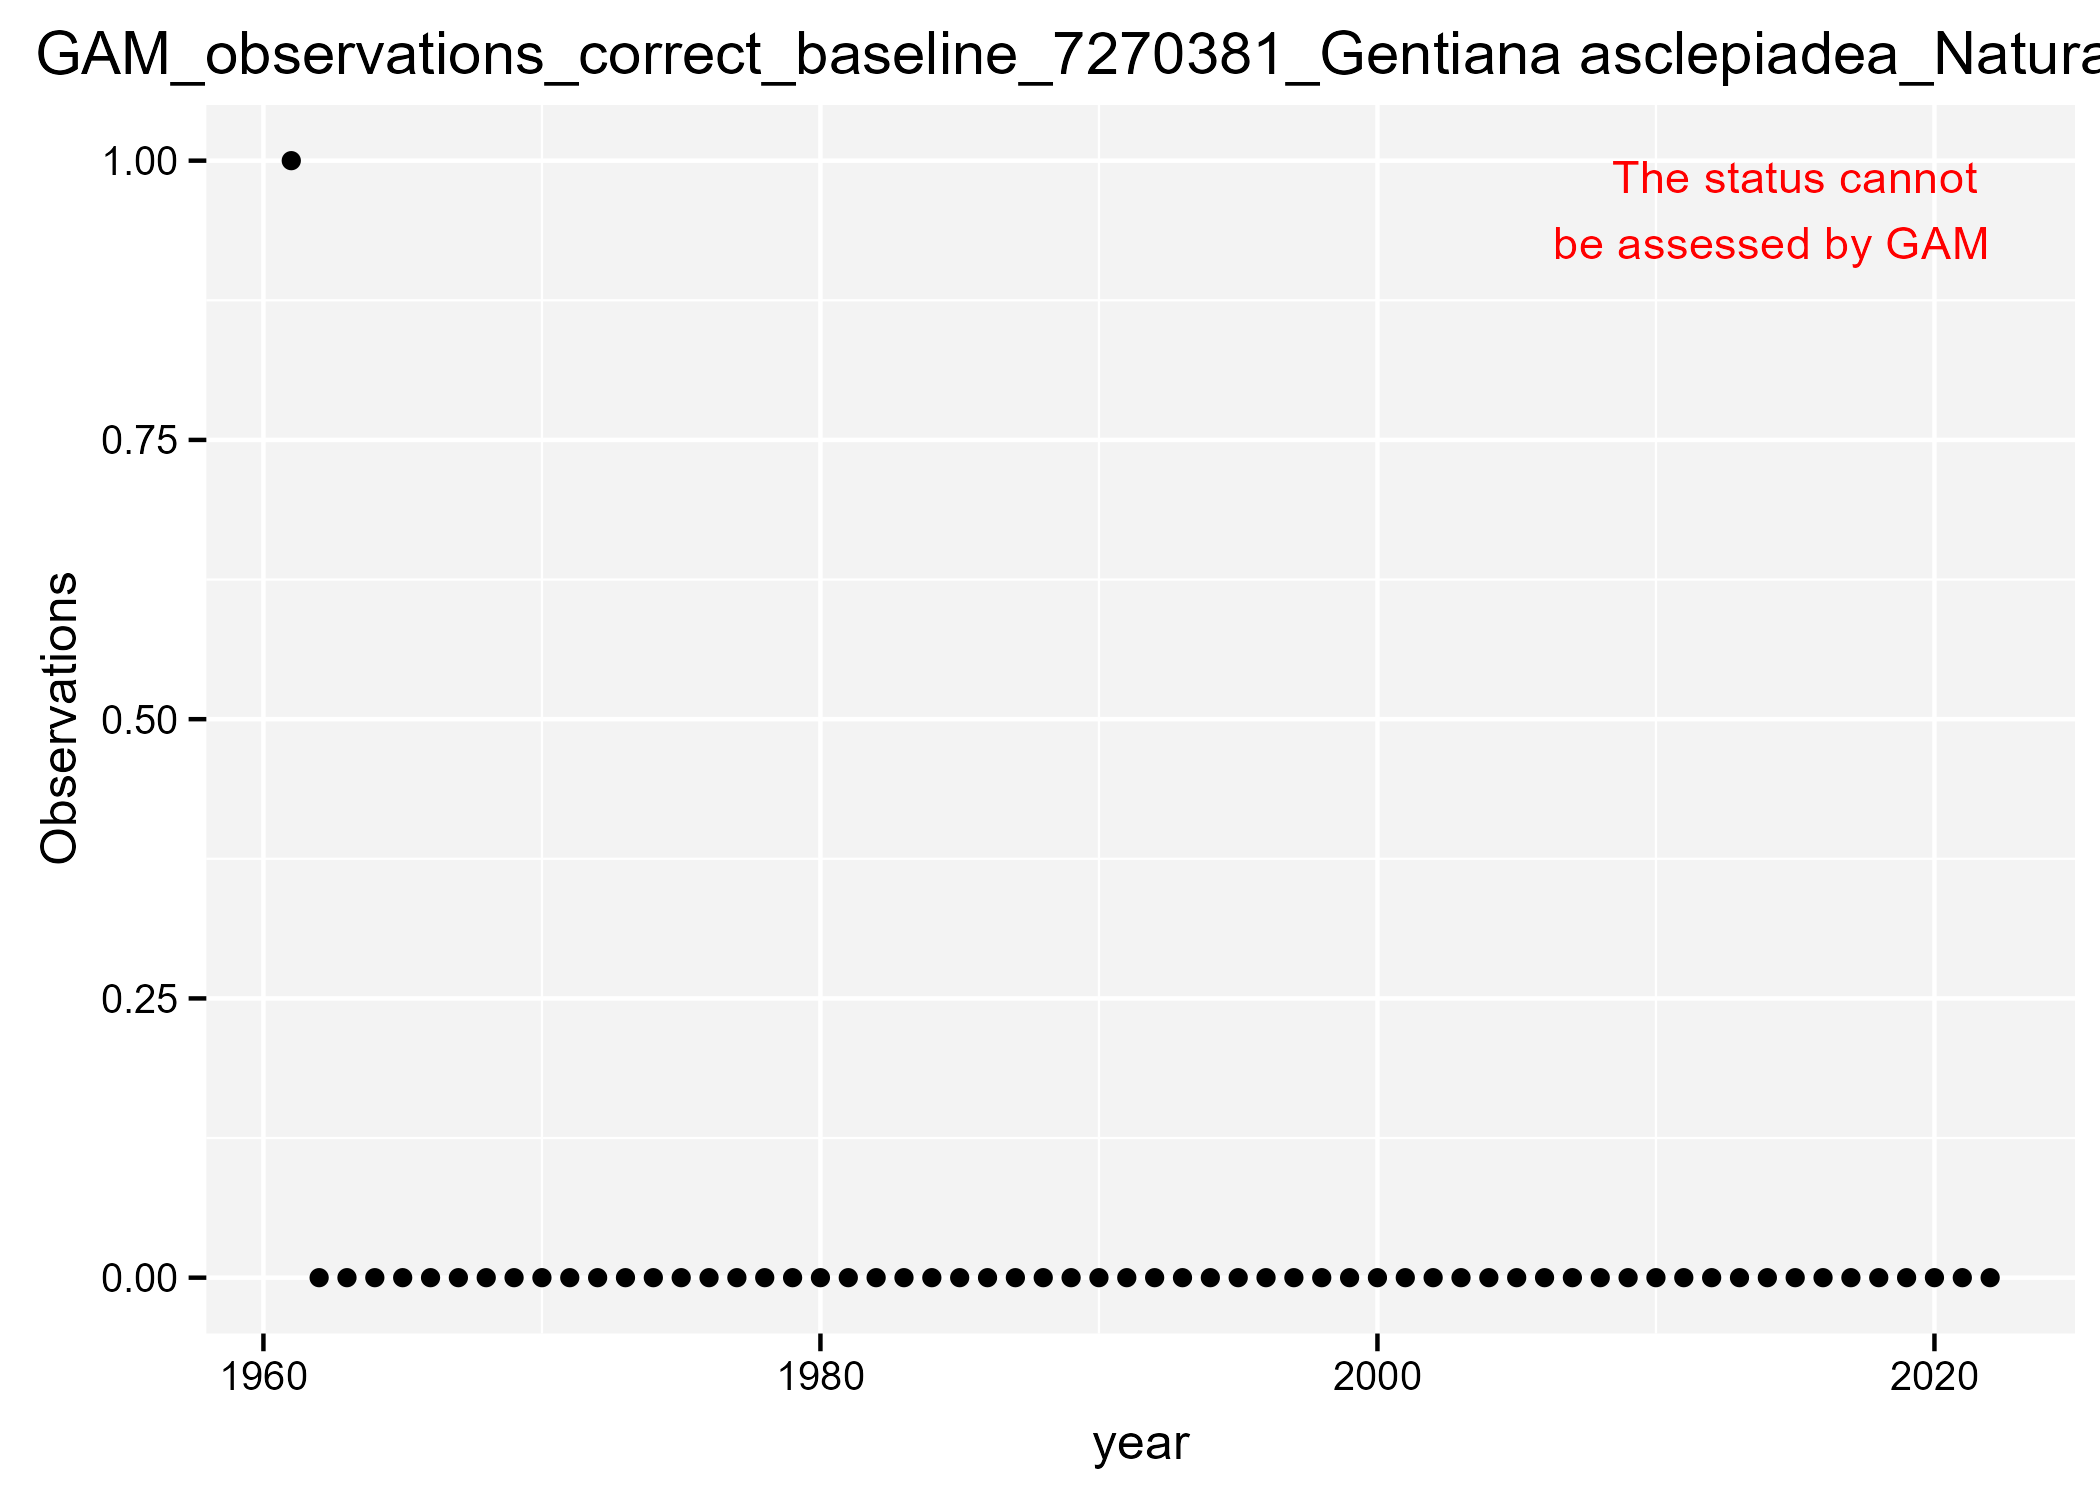 GAM_observations_correct_baseline_7270381_Gentiana asclepiadea_Natura
The status cannot
be assessed by GAM
1.00
0.75
0.50
0.25
0.00
Observations
1960 1980 2000 2020
year